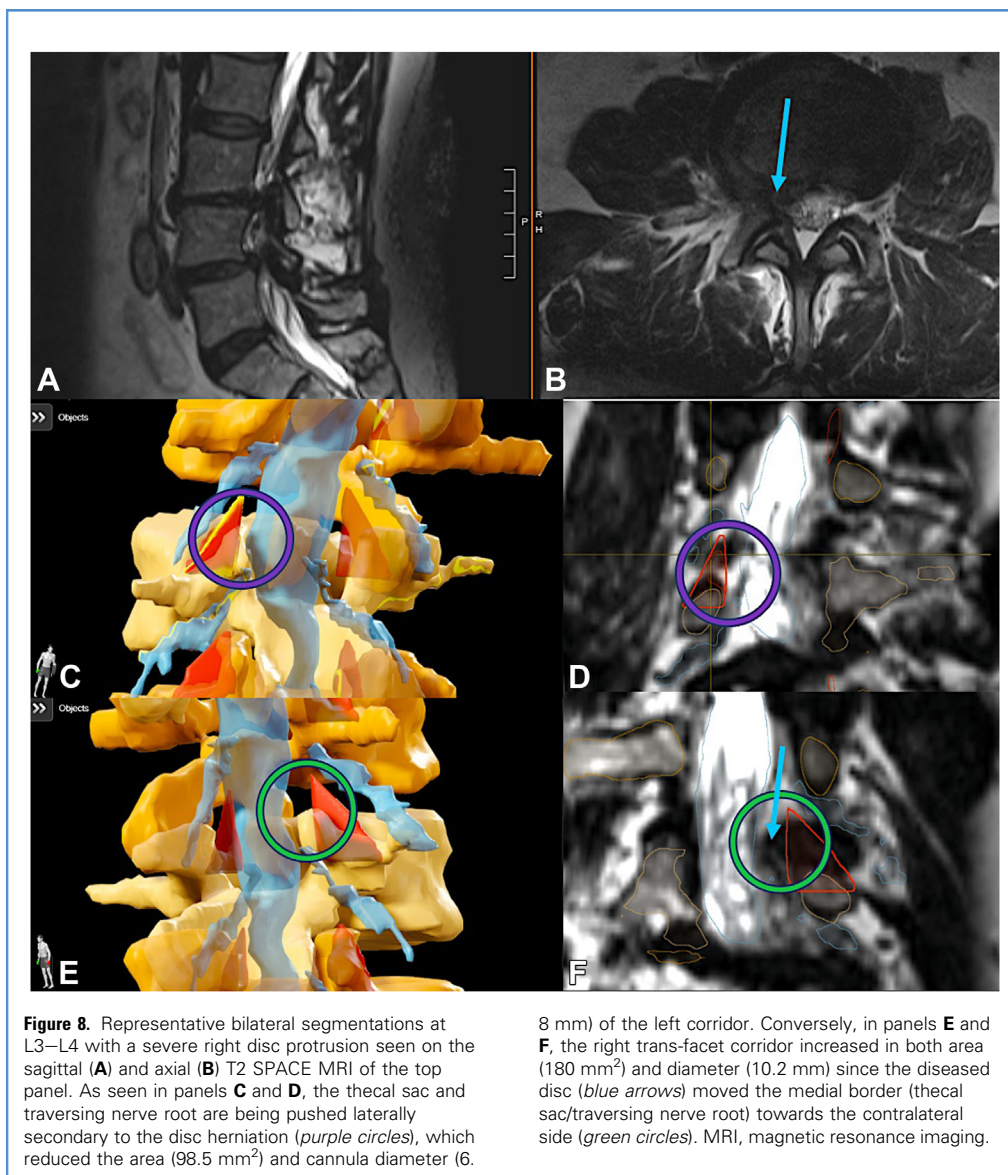 P
R
H
A
B
Objects
C
D
Objects
E
F
Figure 8. Representative bilateral segmentations at
L3–L4 with a severe right disc protrusion seen on the
sagittal (A) and axial (B) T2 SPACE MRI of the top
panel. As seen in panels C and D, the thecal sac and
traversing nerve root are being pushed laterally
secondary to the disc herniation (purple circles), which
reduced the area (98.5 mm²) and cannula diameter (6.
8 mm) of the left corridor. Conversely, in panels E and
F, the right trans-facet corridor increased in both area
(180 mm²) and diameter (10.2 mm) since the diseased
disc (blue arrows) moved the medial border (thecal
sac/traversing nerve root) towards the contralateral
side (green circles). MRI, magnetic resonance imaging.